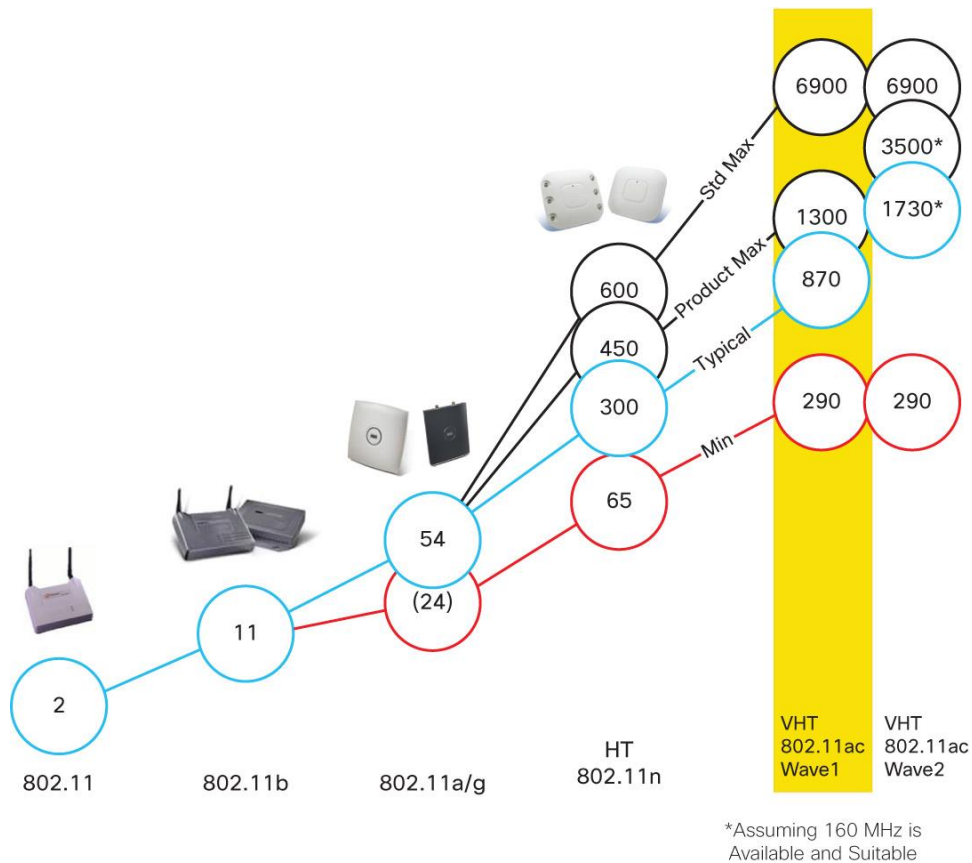 6900
6900
3500*
Std Max
1300
1730*
600
Product Max
870
450
Typical
300
290
290
Min
65
54
(24)
11
2
802.11
802.11b
802.11a/g
HT
802.11n
VHT
802.11ac
Wave1
VHT
802.11ac
Wave2
*Assuming 160 MHz is
Available and Suitable